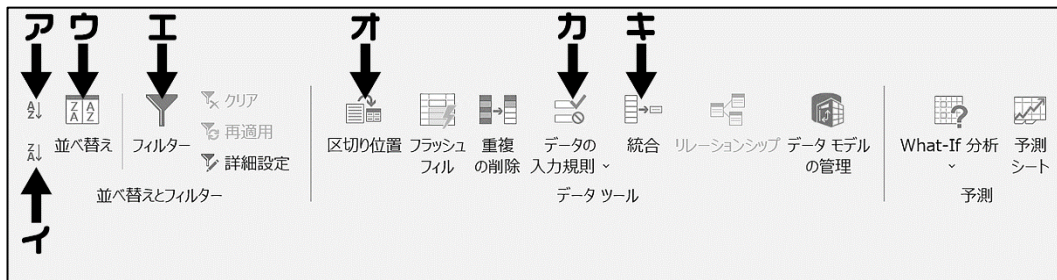 ア ウ エ オ カ キ
クリア
再適用
詳細設定
並べ替え フィルター
区切り位置 フラッシュ フィル 重複 の削除 データの 入力規則 統合 リレーションシップ データ モデル の管理
What-If 分析 予測 シート
並べ替えとフィルター データ ツール 予測
イ